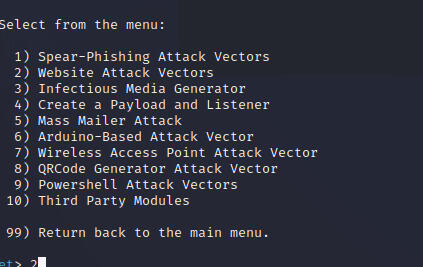 Select from the menu:
1) Spear-Phishing Attack Vectors
2) Website Attack Vectors
3) Infectious Media Generator
4) Create a Payload and Listener
5) Mass Mailer Attack
6) Arduino-Based Attack Vector
7) Wireless Access Point Attack Vector
8) QRCode Generator Attack Vector
9) Powershell Attack Vectors
10) Third Party Modules
99) Return back to the main menu.
et> 2